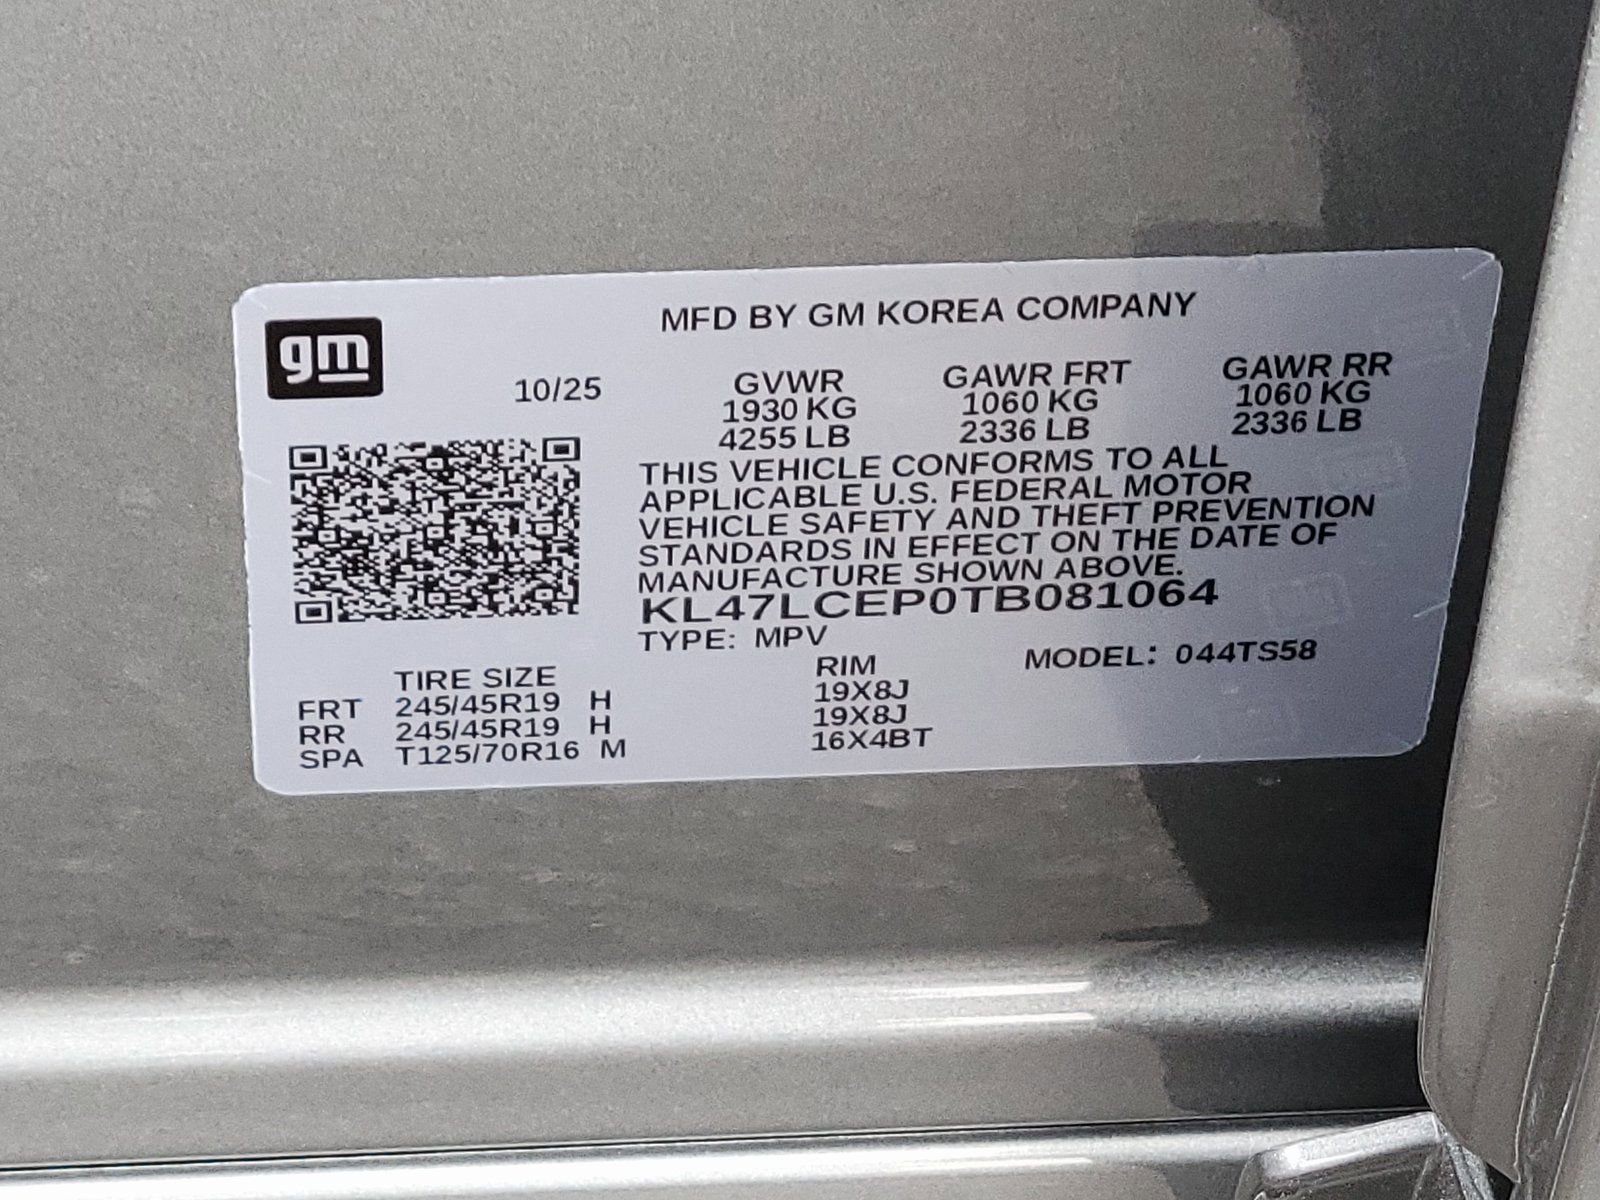 gm
MFD BY GM KOREA COMPANY
10/25 GVWR GAWR FRT GAWR RR
1930 KG 1060 KG 1060 KG
4255 LB 2336 LB 2336 LB
THIS VEHICLE CONFORMS TO ALL
APPLICABLE U.S. FEDERAL MOTOR
VEHICLE SAFETY AND THEFT PREVENTION
STANDARDS IN EFFECT ON THE DATE OF
MANUFACTURE SHOWN ABOVE.
KL47LCEP0TB081064
TYPE: MPV MODEL: 044TS58
TIRE SIZE RIM
FRT 245/45R19 H 19X8J
RR 245/45R19 H 19X8J
SPA T125/70R16 M 16X4BT